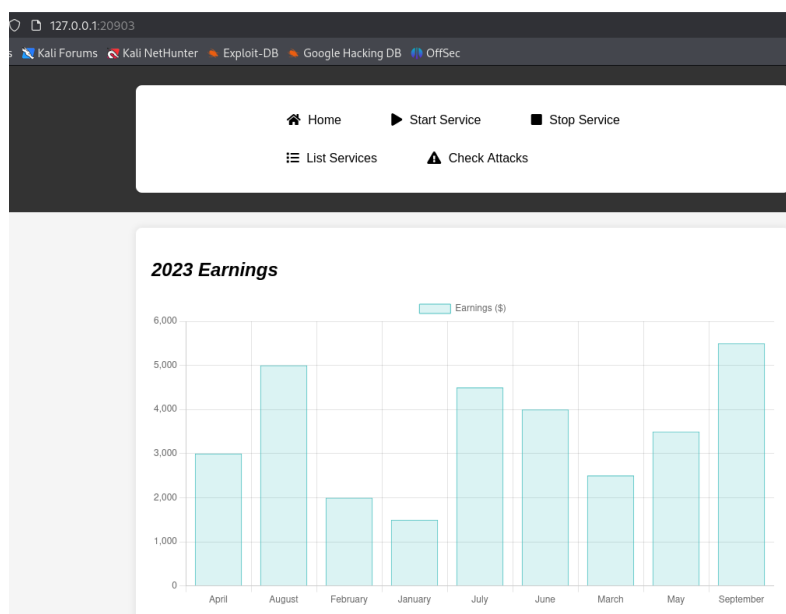 127.0.0.1:20903
s Kali Forums Kali NetHunter Exploit-DB Google Hacking DB OffSec
Home Start Service Stop Service
List Services Check Attacks
2023 Earnings
Earnings ($)
6,000
5,000
4,000
3,000
2,000
1,000
0
April August February January July June March May September